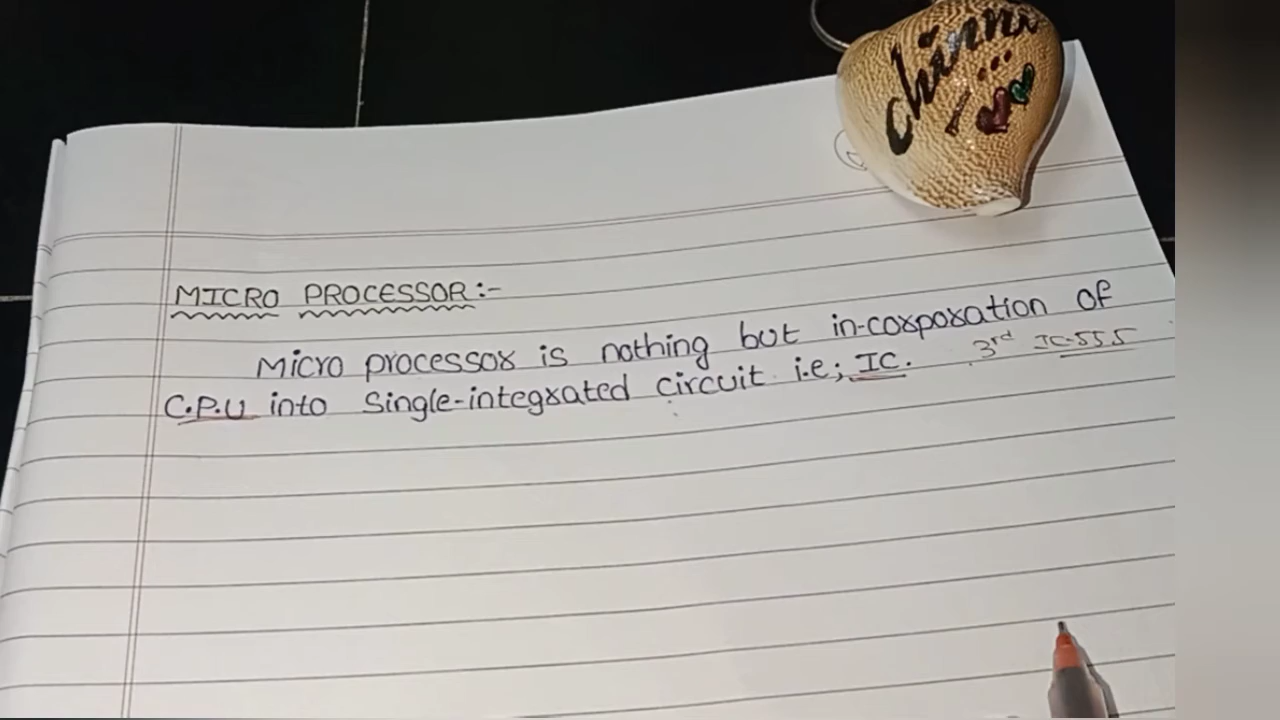 chinni
MICRO PROCESSOR:-
Micro processor is nothing but in-corporation of
C.P.U into Single-integrated circuit i.e; IC. 3rd IC-555